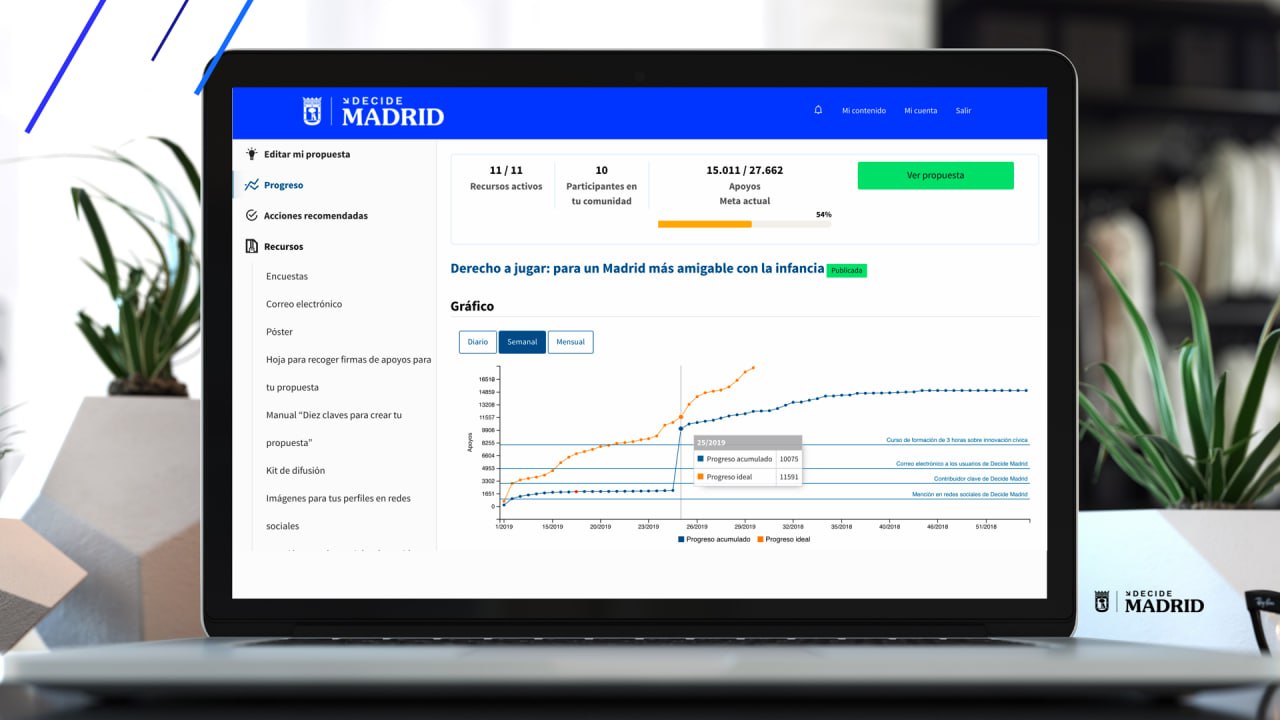 DECIDE
MADRID
Mi contenido
Mi cuenta
Salir
Editar mi propuesta
Progreso
Acciones recomendadas
Recursos
Encuestas
Correo electrónico
Póster
Hoja para recoger firmas de apoyos para
tu propuesta
Manual "Diez claves para crear tu
propuesta"
Kit de difusión
Imágenes para tus perfiles en redes
sociales
11 / 11
Recursos activos
10
Participantes en
tu comunidad
15.011 / 27.662
Apoyos
Meta actual
54%
Ver propuesta
Derecho a jugar: para un Madrid más amigable con la infancia Publicada
Gráfico
Diario
Semanal
Mensual
Apoyos
16518
14859
13208
11557
9906
8255
6604
4953
3302
1651
0
Curso de formación de 3 horas sobre innovación cívica
Correo electrónico a los usuarios de Decide Madrid
Contribuidor clave de Decide Madrid
Mención en redes sociales de Decide Madrid
25/2019
Progreso acumulado 10075
Progreso ideal 11591
1/2019 15/2019 20/2019 23/2019 26/2019 29/2019 32/2018 35/2018 40/2018 46/2018 51/2018
Progreso acumulado Progreso ideal
DECIDE
MADRID
Ray-Ban